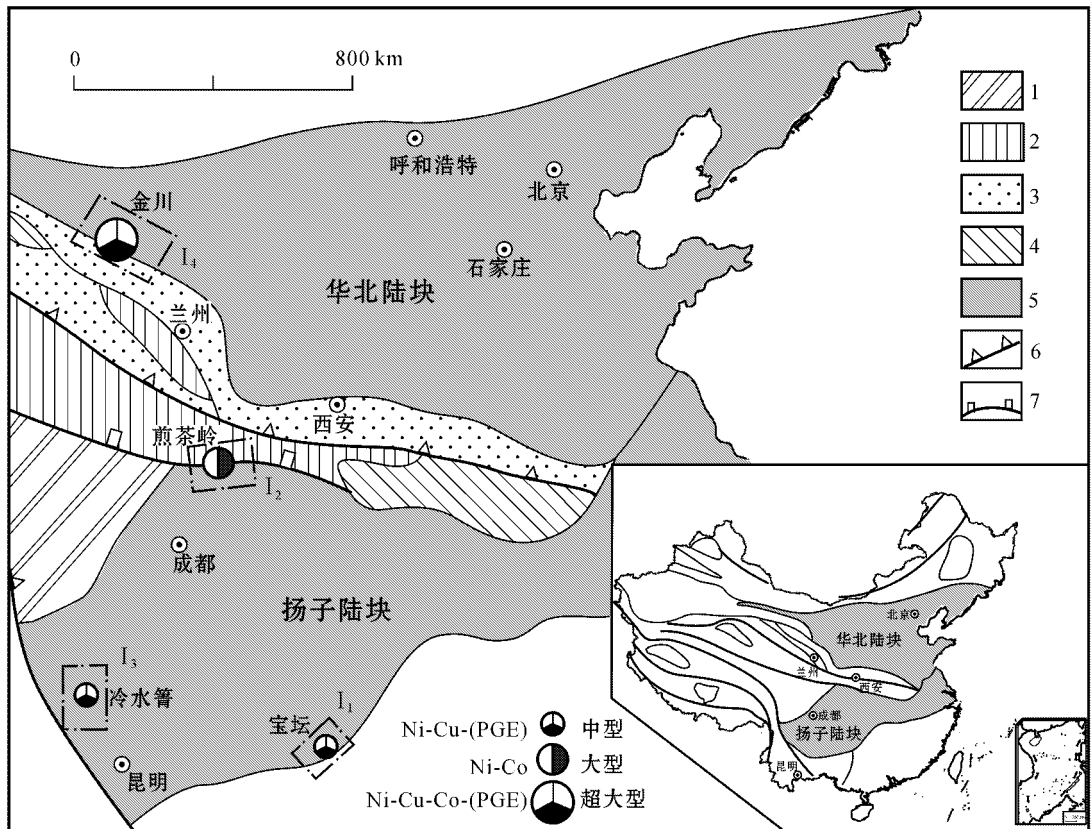 0 800 km
1
2
3
4
5
6
7
呼和浩特
北京
金川
I₄
石家庄
华北陆块
兰州
西安
煎茶岭
I₂
成都
扬子陆块
I₃
冷水箐
I₁
宝坛
昆明
Ni-Cu-(PGE) 中型
Ni-Co 大型
Ni-Cu-Co-(PGE) 超大型
北京
华北陆块
兰州
西安
成都
扬子陆块
昆明